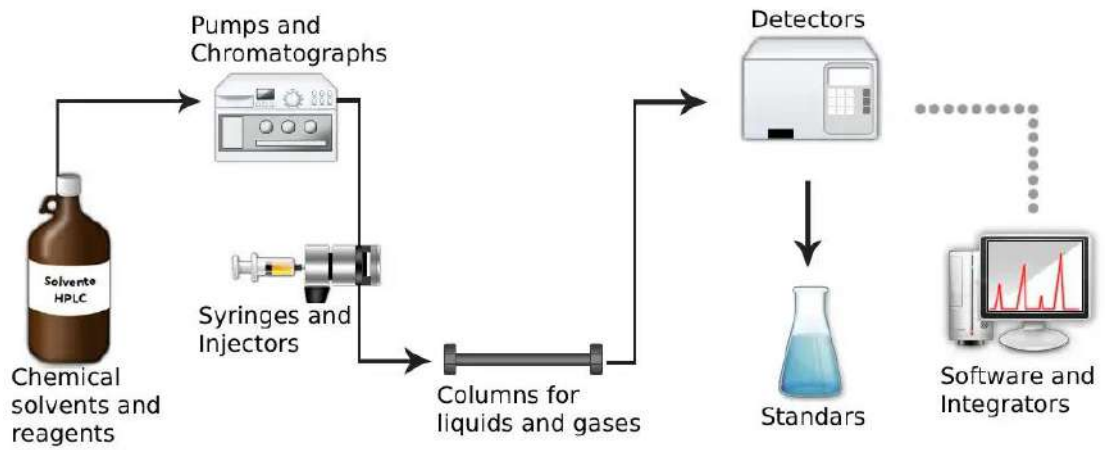 Pumps and
Chromatographs
Detectors
Solvente
HPLC
Syringes and
Injectors
Chemical
solvents and
reagents
Columns for
liquids and gases
Standars
Software and
Integrators